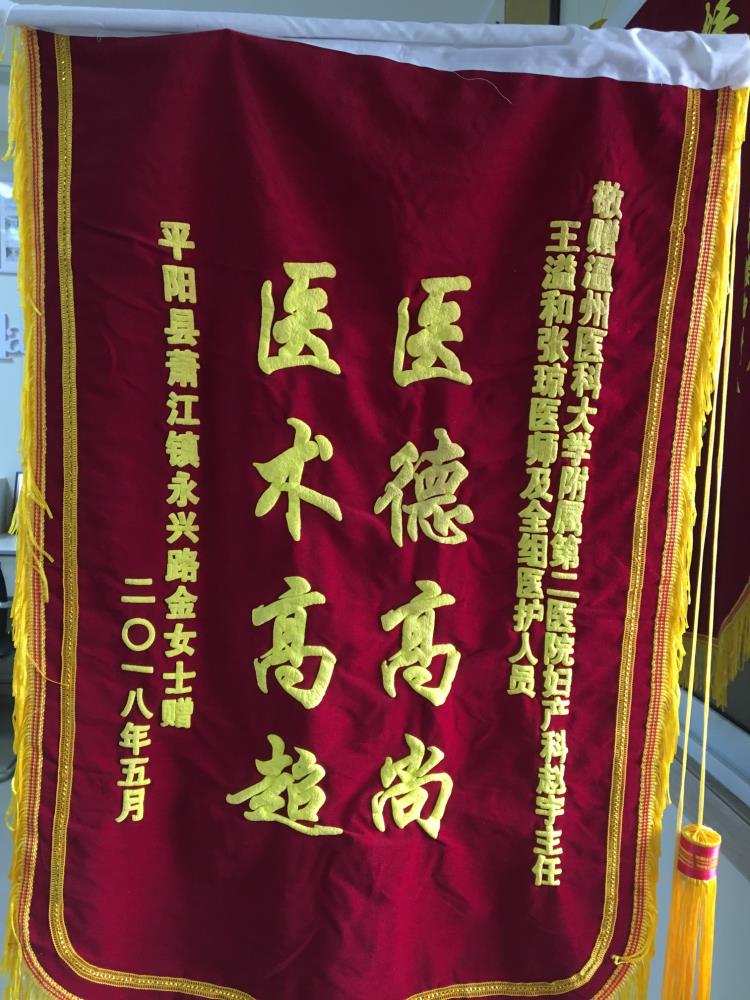 敬赠温州医科大学附属第二医院妇产科赵宇主任
王溢和张琼医师及全组医护人员
医德高尚
医术高超
平阳县萧江镇永兴路金女士赠
二〇一八年五月